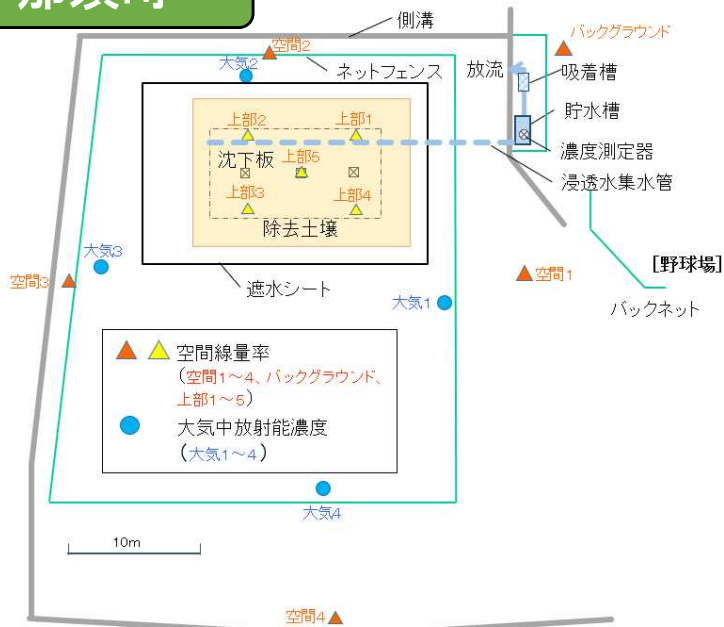 那須町
側溝
バックグラウンド
空間2
大気2
ネットフェンス
放流
吸着槽
貯水槽
上部2
上部1
濃度測定器
沈下板
上部5
浸透水集水管
上部3
上部4
除去土壌
大気3
[野球場]
空間3
空間1
遮水シート
大気1
バックネット
空間線量率
(空間1～4、バックグラウンド、
上部1～5)
大気中放射能濃度
(大気1～4)
大気4
10m
空間4